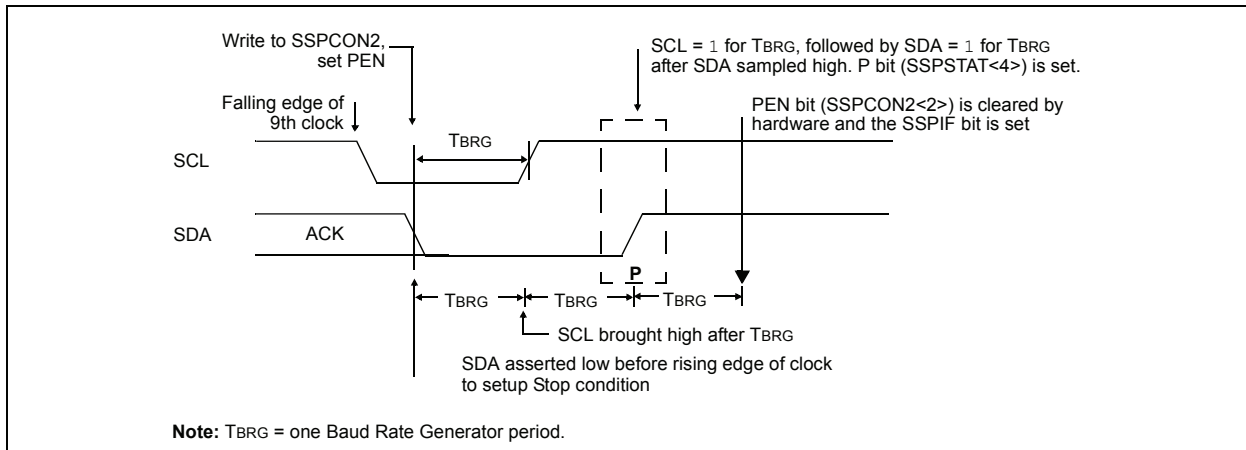 Write to SSPCON2,
set PEN
SCL = 1 for TBRG, followed by SDA = 1 for TBRG
after SDA sampled high. P bit (SSPSTAT<4>) is set.
Falling edge of
9th clock
PEN bit (SSPCON2<2>) is cleared by
hardware and the SSPIF bit is set
TBRG
SCL
SDA
ACK
P
TBRG
TBRG
TBRG
SCL brought high after TBRG
SDA asserted low before rising edge of clock
to setup Stop condition
Note: TBRG = one Baud Rate Generator period.